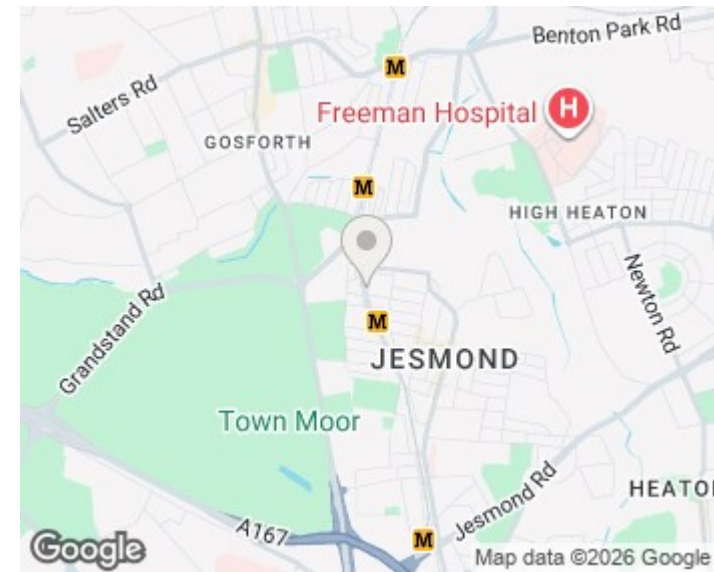 Benton Park Rd
M
Salters Rd
Freeman Hospital H
GOSFORTH
M
HIGH HEATON
Newton Rd
Grandstand Rd
M
JESMOND
Town Moor
Jesmond Rd
HEATO
A167
M
Google
Map data ©2026 Google